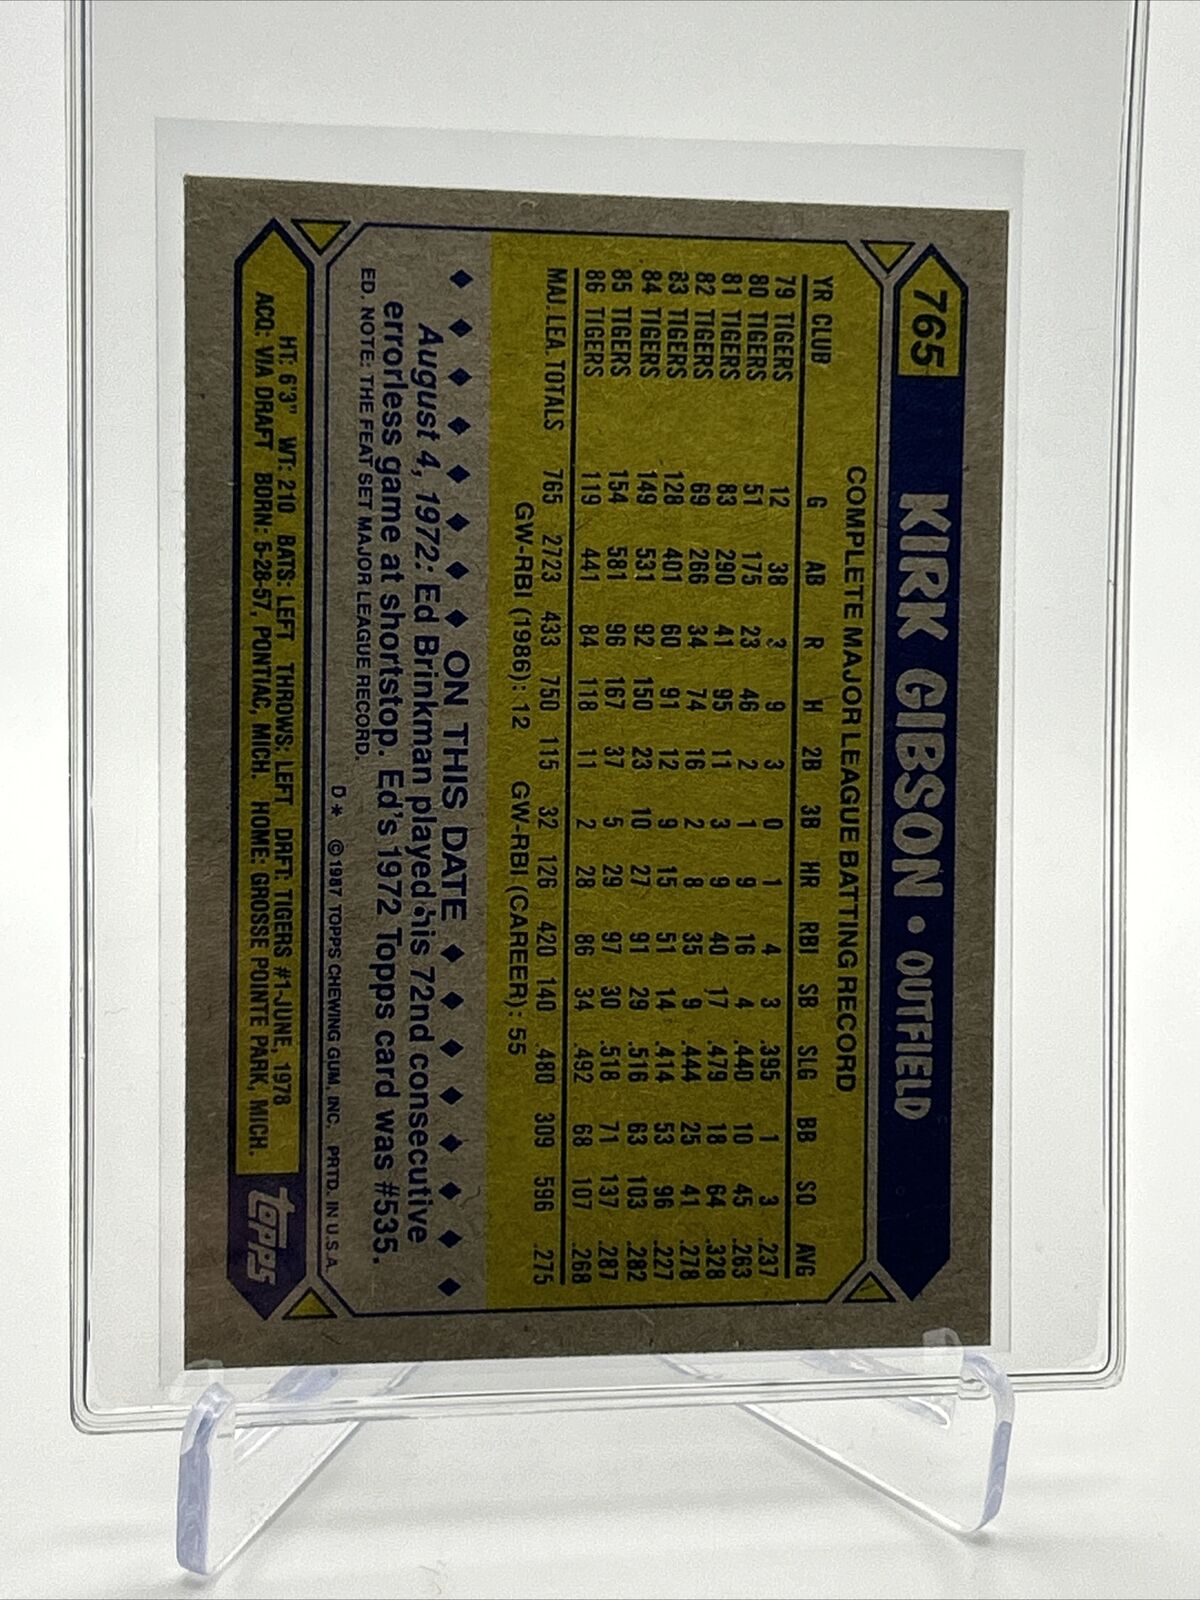 765 KIRK GIBSON • OUTFIELD
COMPLETE MAJOR LEAGUE BATTING RECORD
YR CLUB G AB R H 2B 3B HR RBI SB SLG BB SO AVG
79 TIGERS 12 38 3 9 3 0 1 4 3 .395 1 3 .237
80 TIGERS 51 175 23 46 2 1 9 16 4 .440 10 45 .263
81 TIGERS 83 290 41 95 11 3 9 40 17 .479 18 64 .328
82 TIGERS 69 266 34 74 16 2 8 35 9 .444 25 41 .278
83 TIGERS 128 401 60 91 12 9 15 51 14 .414 53 96 .227
84 TIGERS 149 531 92 150 23 10 27 91 29 .516 63 103 .282
85 TIGERS 154 581 96 167 37 5 29 97 30 .518 71 137 .287
86 TIGERS 119 441 84 118 11 2 28 86 34 .492 68 107 .268
MAJ. LEA. TOTALS 765 2723 433 750 115 32 126 420 140 .480 309 596 .275
GW-RBI (1986): 12 GW-RBI (CAREER): 55
ON THIS DATE
August 4, 1972: Ed Brinkman played his 72nd consecutive
errorless game at shortstop. Ed's 1972 Topps card was #535.
ED. NOTE: THE FEAT SET MAJOR LEAGUE RECORD.
D* © 1987 TOPPS CHEWING GUM, INC. PRTD. IN U.S.A.
HT: 6'3" WT: 210 BATS: LEFT THROWS: LEFT DRFT: TIGERS #1-JUNE, 1978
ACQ: VIA DRAFT BORN: 5-28-57, PONTIAC, MICH. HOME: GROSSE POINTE PARK, MICH.
topps